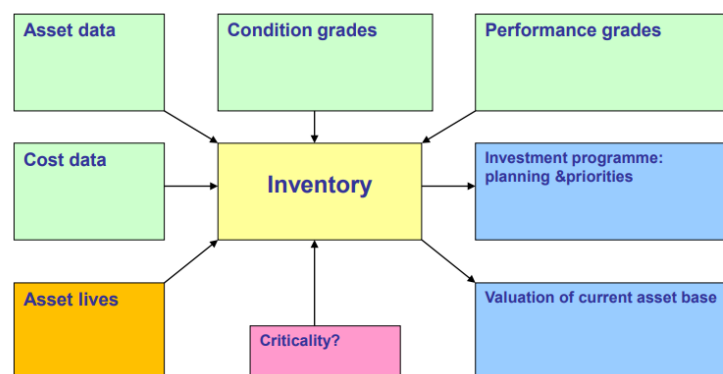 Asset data
Condition grades
Performance grades
Cost data
Inventory
Investment programme:
planning &priorities
Asset lives
Criticality?
Valuation of current asset base